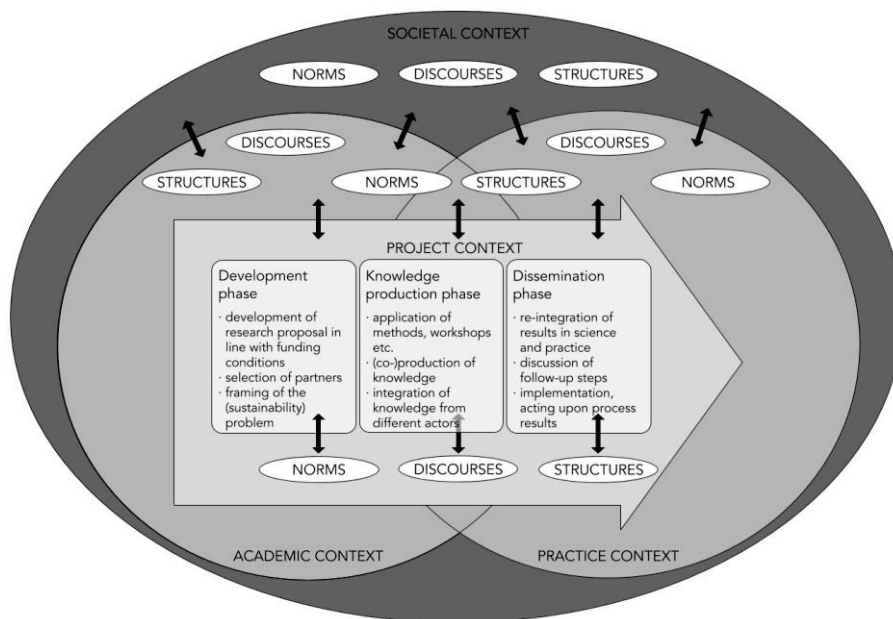 SOCIETAL CONTEXT
NORMS
DISCOURSES
STRUCTURES
DISCOURSES
DISCOURSES
STRUCTURES
NORMS
STRUCTURES
NORMS
PROJECT CONTEXT
Development
phase
· development of
research proposal in
line with funding
conditions
· selection of partners
· framing of the
(sustainability)
problem
Knowledge
production phase
· application of
methods, workshops
etc.
· (co-)production of
knowledge
· integration of
knowledge from
different actors
Dissemination
phase
· re-integration of
results in science
and practice
· discussion of
follow-up steps
· implementation,
acting upon process
results
NORMS
DISCOURSES
STRUCTURES
ACADEMIC CONTEXT
PRACTICE CONTEXT